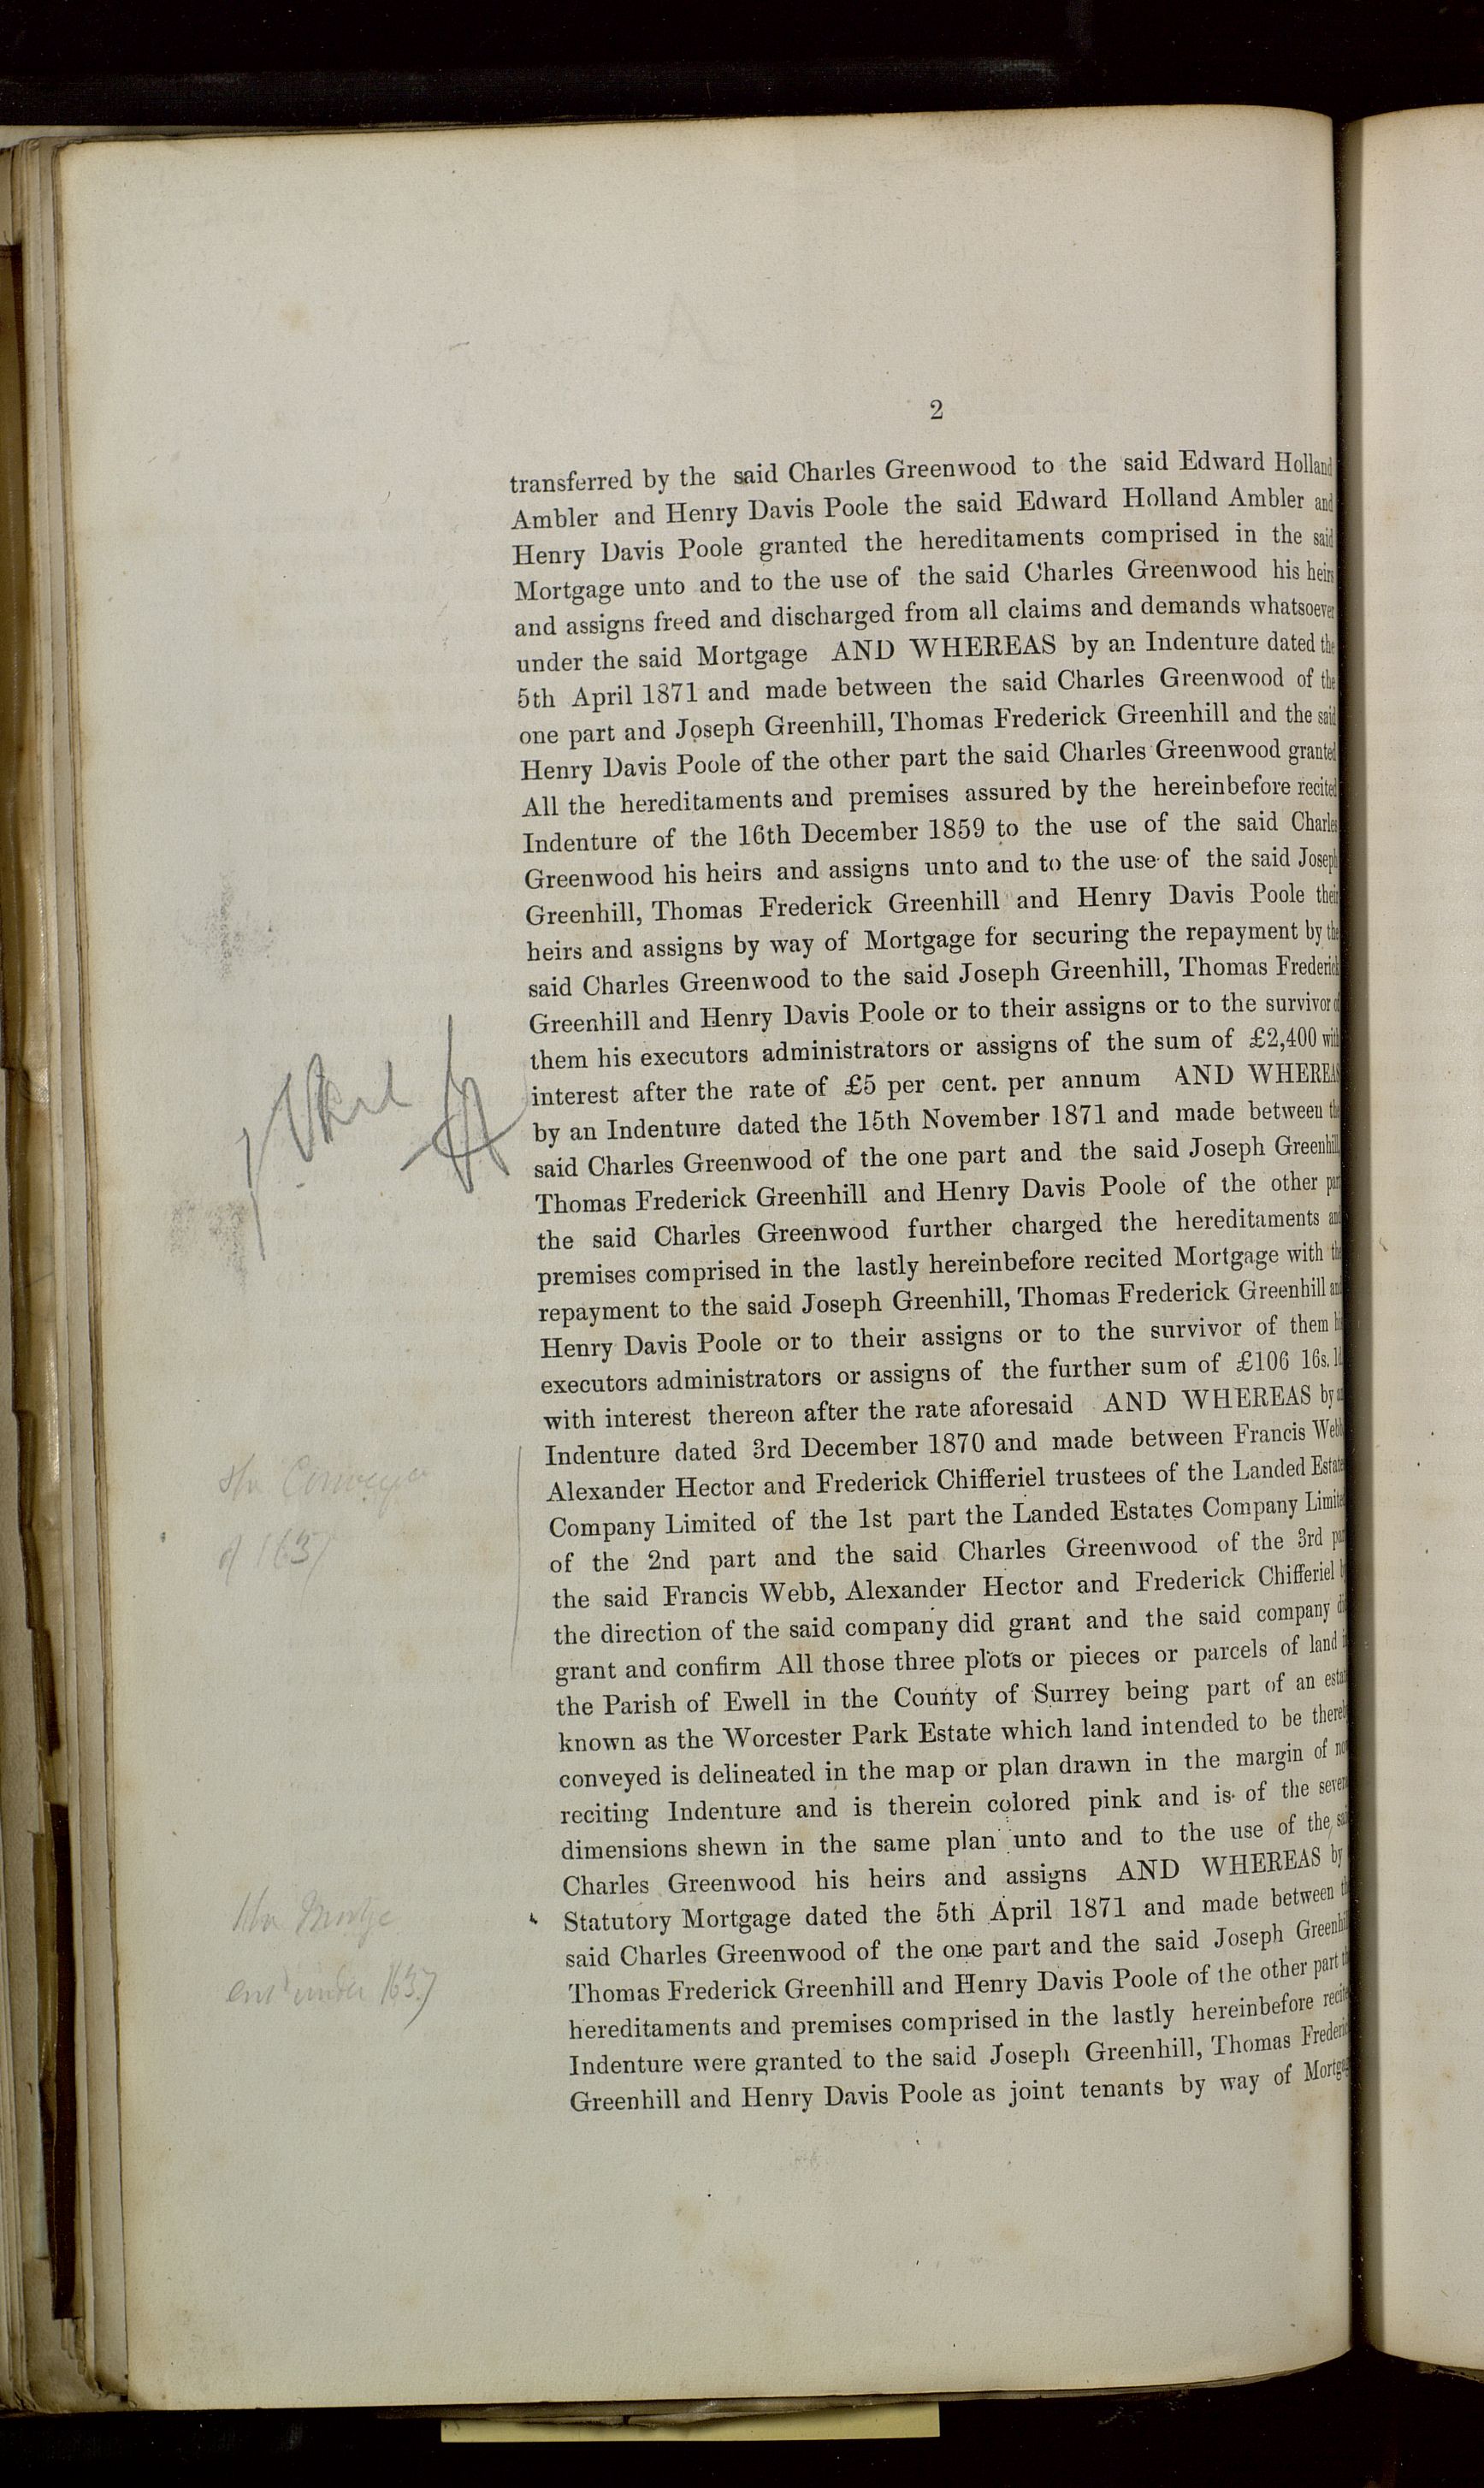 2
transferred by the said Charles Greenwood to the said Edward Holland
Ambler and Henry Davis Poole the said Edward Holland Ambler and
Henry Davis Poole granted the hereditaments comprised in the said
Mortgage unto and to the use of the said Charles Greenwood his heirs
and assigns freed and discharged from all claims and demands whatsoever
under the said Mortgage AND WHEREAS by an Indenture dated the
5th April 1871 and made between the said Charles Greenwood of the
one part and Joseph Greenhill, Thomas Frederick Greenhill and the said
Henry Davis Poole of the other part the said Charles Greenwood granted
All the hereditaments and premises assured by the hereinbefore recited
Indenture of the 16th December 1859 to the use of the said Charles
Greenwood his heirs and assigns unto and to the use of the said Joseph
Greenhill, Thomas Frederick Greenhill and Henry Davis Poole their
heirs and assigns by way of Mortgage for securing the repayment by the
said Charles Greenwood to the said Joseph Greenhill, Thomas Frederick
Greenhill and Henry Davis Poole or to their assigns or to the survivor of
them his executors administrators or assigns of the sum of £2,400 with
interest after the rate of £5 per cent. per annum AND WHEREAS
by an Indenture dated the 15th November 1871 and made between the
said Charles Greenwood of the one part and the said Joseph Greenhill,
Thomas Frederick Greenhill and Henry Davis Poole of the other part
the said Charles Greenwood further charged the hereditaments and
premises comprised in the lastly hereinbefore recited Mortgage with the
repayment to the said Joseph Greenhill, Thomas Frederick Greenhill and
Henry Davis Poole or to their assigns or to the survivor of them his
executors administrators or assigns of the further sum of £106 16s.
with interest thereon after the rate aforesaid AND WHEREAS by an
Indenture dated 3rd December 1870 and made between Francis Webb
Alexander Hector and Frederick Chifferiel trustees of the Landed Estates
Company Limited of the 1st part the Landed Estates Company Limited
of the 2nd part and the said Charles Greenwood of the 3rd part
the said Francis Webb, Alexander Hector and Frederick Chifferiel by
the direction of the said company did grant and the said company did
grant and confirm All those three plots or pieces or parcels of land in
the Parish of Ewell in the County of Surrey being part of an estate
known as the Worcester Park Estate which land intended to be thereby
conveyed is delineated in the map or plan drawn in the margin of now
reciting Indenture and is therein colored pink and is of the several
dimensions shewn in the same plan unto and to the use of the said
Charles Greenwood his heirs and assigns AND WHEREAS by
Statutory Mortgage dated the 5th April 1871 and made between the
said Charles Greenwood of the one part and the said Joseph Greenhill
Thomas Frederick Greenhill and Henry Davis Poole of the other part the
hereditaments and premises comprised in the lastly hereinbefore recited
Indenture were granted to the said Joseph Greenhill, Thomas Frederick
Greenhill and Henry Davis Poole as joint tenants by way of Mortgage